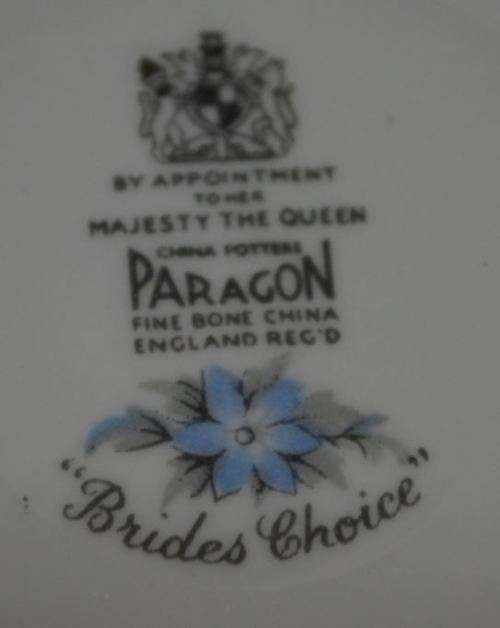 BY APPOINTMENT
TO HER
MAJESTY THE QUEEN
CHINA POTTERS
PARAGON
FINE BONE CHINA
ENGLAND REG'D
"Brides Choice"